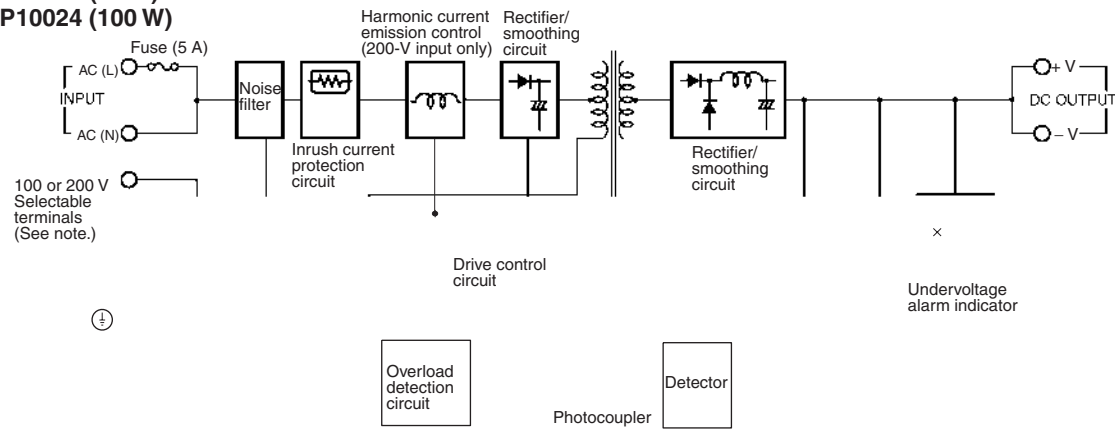 P10024 (100 W)
Fuse (5 A)
AC (L)
INPUT
AC (N)
100 or 200 V
Selectable
terminals
(See note.)
Noise
filter
Inrush current
protection
circuit
Harmonic current
emission control
(200-V input only)
Rectifier/
smoothing
circuit
Rectifier/
smoothing
circuit
+ V
DC OUTPUT
– V
Drive control
circuit
Undervoltage
alarm indicator
Overload
detection
circuit
Photocoupler
Detector